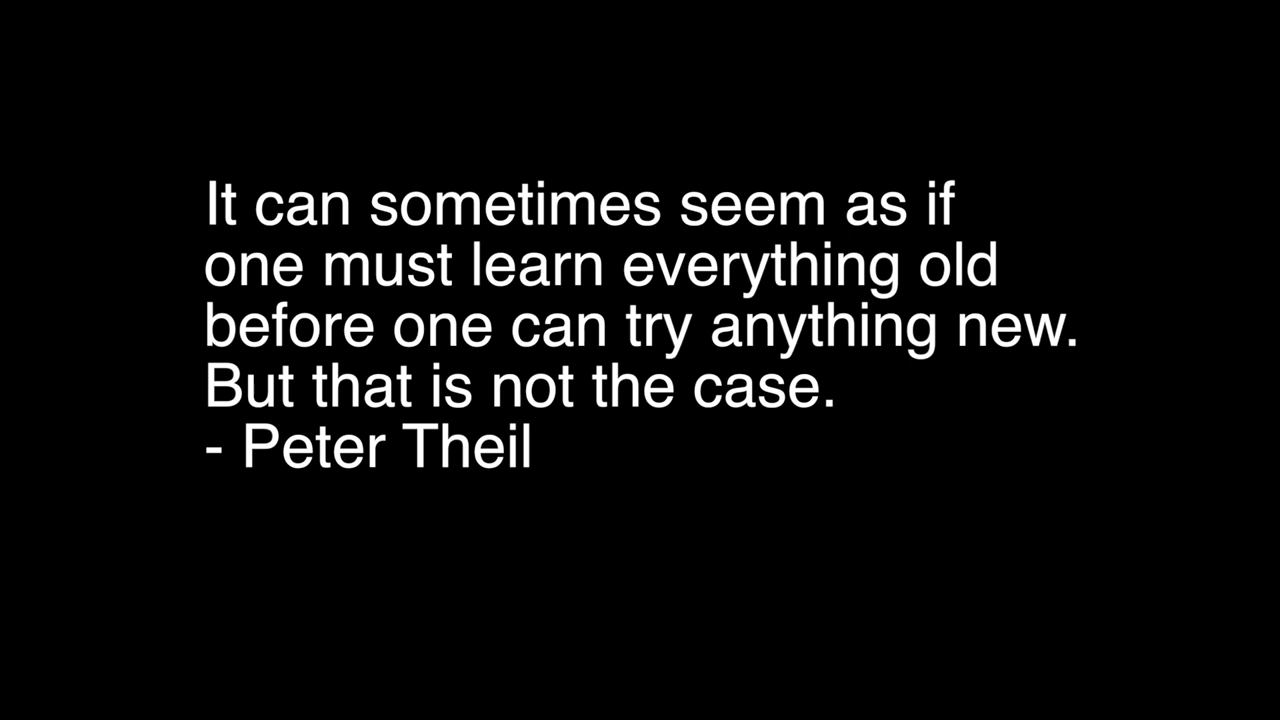 It can sometimes seem as if
one must learn everything old
before one can try anything new.
But that is not the case.
- Peter Theil